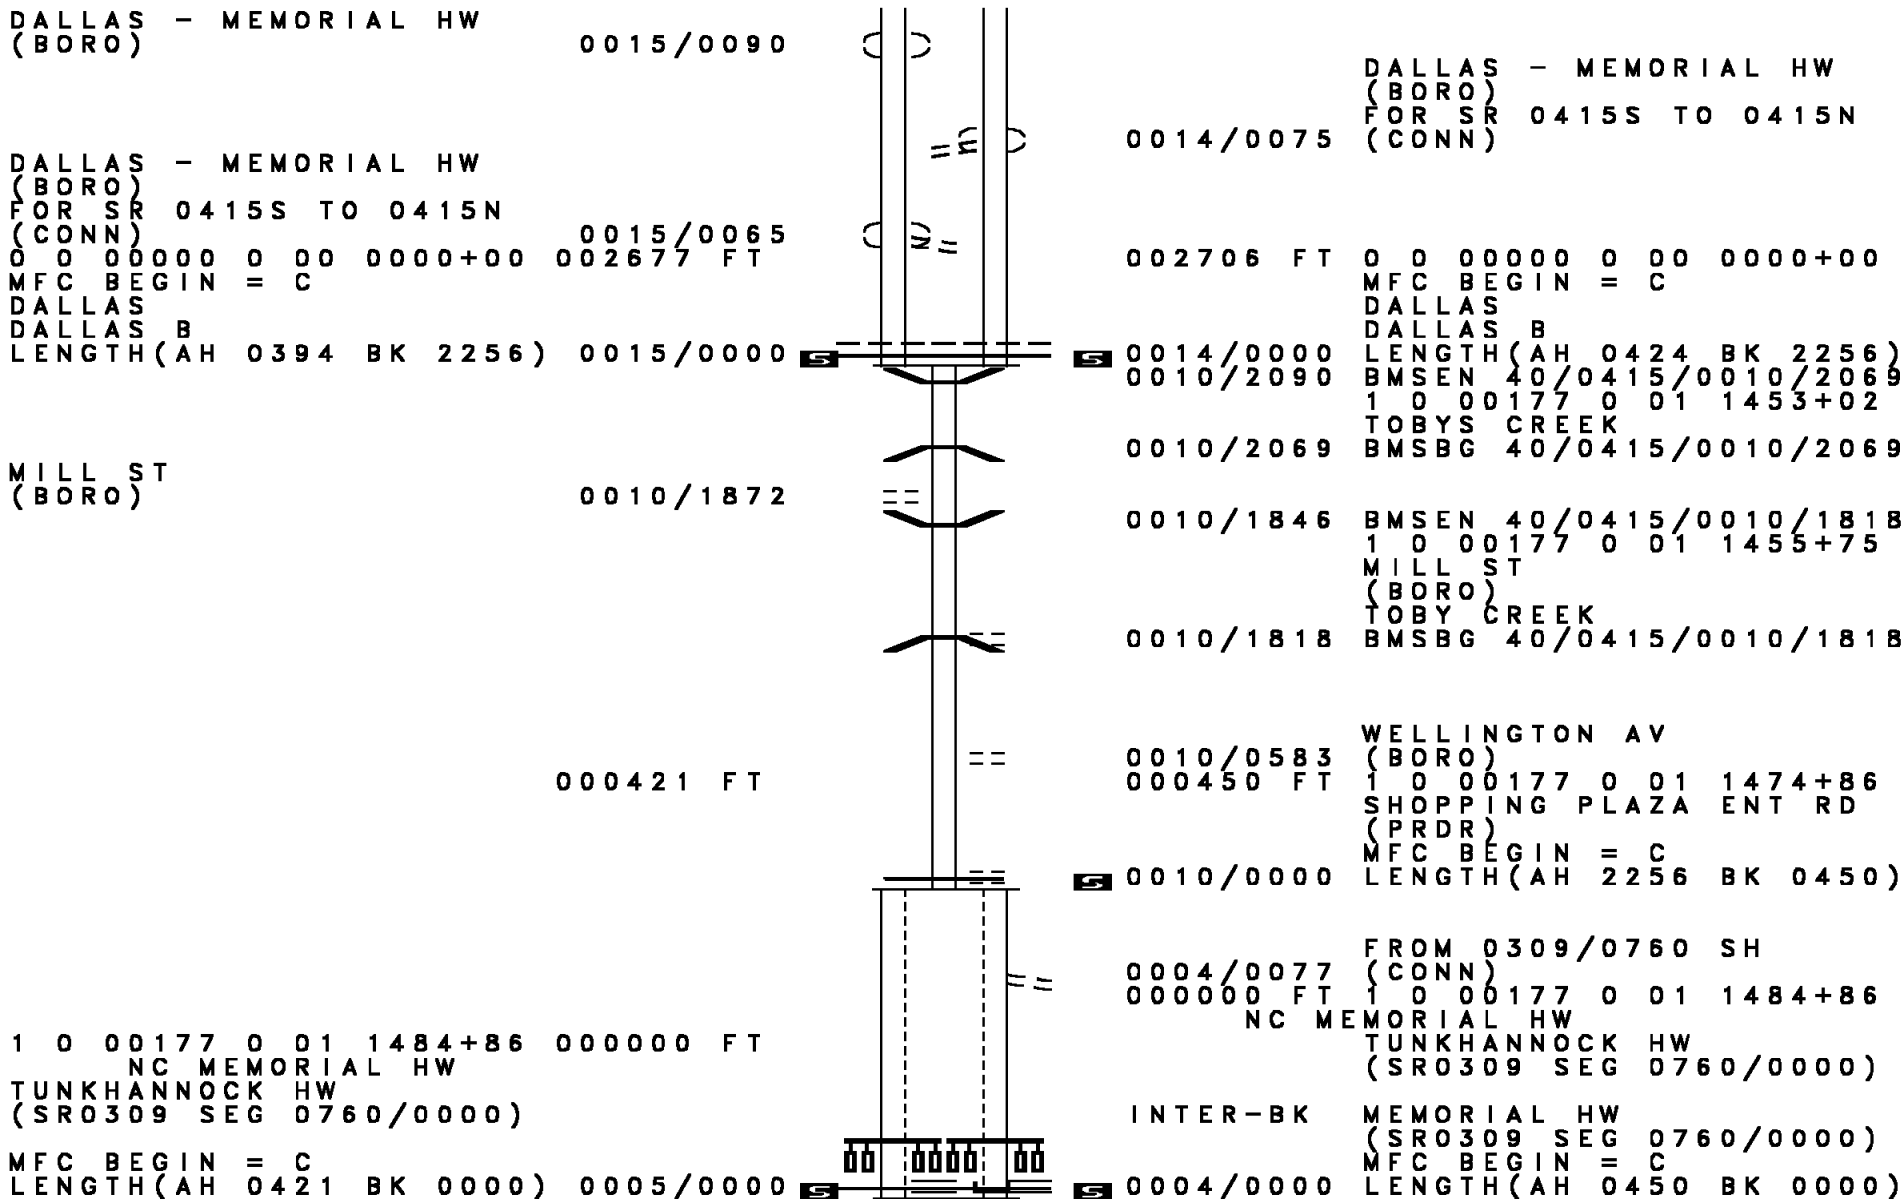 DALLAS - MEMORIAL HW
(BORO) 0015/0090
DALLAS - MEMORIAL HW
(BORO)
FOR SR 0415S TO 0415N
0014/0075 (CONN)
DALLAS - MEMORIAL HW
(BORO)
FOR SR 0415S TO 0415N
(CONN) 0015/0065
0 0 00000 0 00 0000+00 002677 FT
002706 FT 0 0 00000 0 00 0000+00
MFC BEGIN = C
MFC BEGIN = C
DALLAS
DALLAS
DALLAS B
DALLAS B
LENGTH(AH 0394 BK 2256) 0015/0000 S
S 0014/0000 LENGTH(AH 0424 BK 2256)
0010/2090 BMSEN 40/0415/0010/2069
1 0 00177 0 01 1453+02
TOBYS CREEK
0010/2069 BMSBG 40/0415/0010/2069
MILL ST
(BORO) 0010/1872
0010/1846 BMSEN 40/0415/0010/1818
1 0 00177 0 01 1455+75
MILL ST
(BORO)
TOBY CREEK
0010/1818 BMSBG 40/0415/0010/1818
WELLINGTON AV
0010/0583 (BORO)
000421 FT
000450 FT 1 0 00177 0 01 1474+86
SHOPPING PLAZA ENT RD
(PRDR)
MFC BEGIN = C
S 0010/0000 LENGTH(AH 2256 BK 0450)
FROM 0309/0760 SH
0004/0077 (CONN)
000000 FT 1 0 00177 0 01 1484+86
NC MEMORIAL HW
TUNKHANNOCK HW
(SR0309 SEG 0760/0000)
1 0 00177 0 01 1484+86 000000 FT
NC MEMORIAL HW
TUNKHANNOCK HW
(SR0309 SEG 0760/0000)
INTER-BK MEMORIAL HW
(SR0309 SEG 0760/0000)
MFC BEGIN = C
MFC BEGIN = C
LENGTH(AH 0421 BK 0000) 0005/0000 S
S 0004/0000 LENGTH(AH 0450 BK 0000)